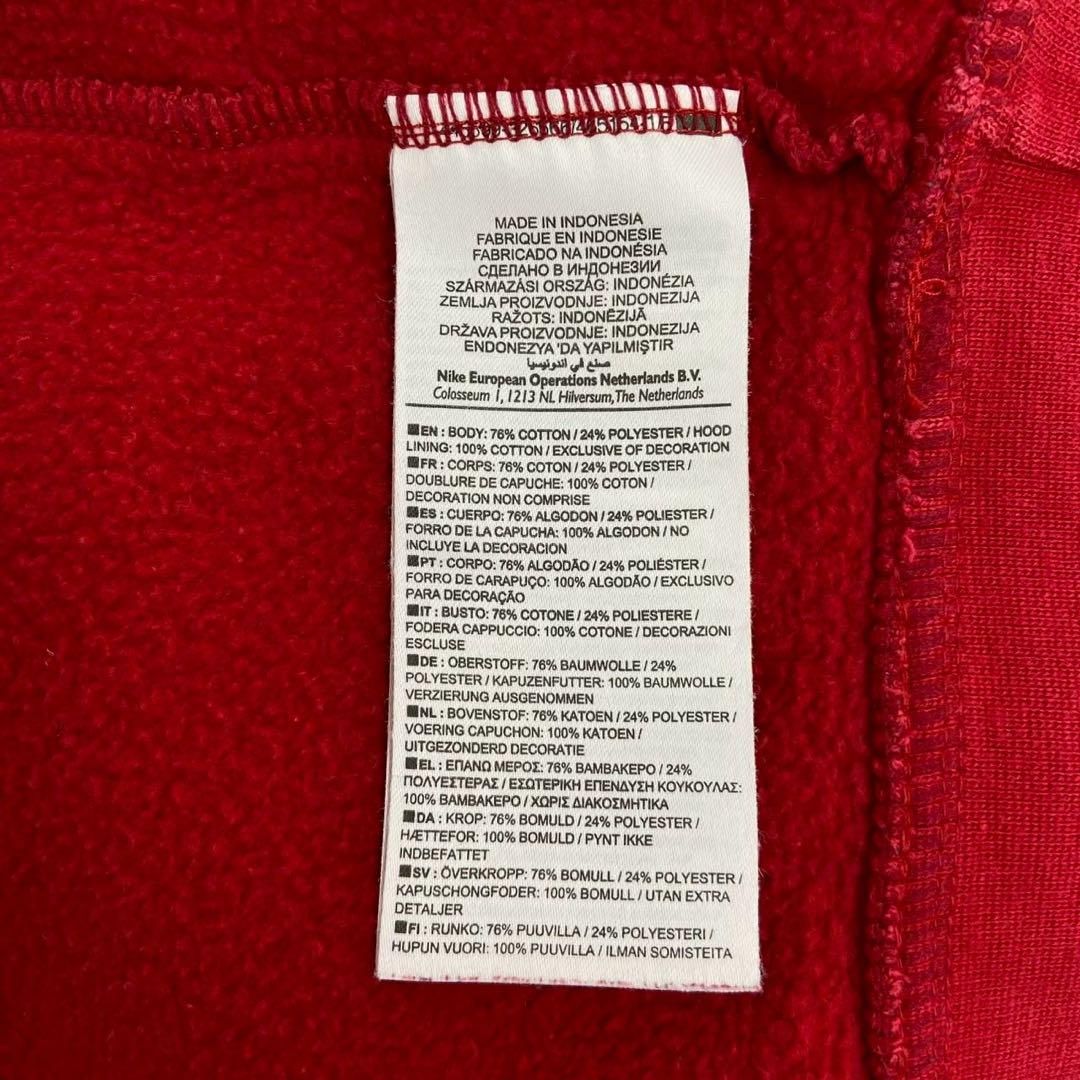 MADE IN INDONESIA
FABRIQUE EN INDONESIE
FABRICADO NA INDONÉSIA
СДЕЛАНО В ИНДОНЕЗИИ
SZÁRMAZÁSI ORSZÁG: INDONÉZIA
ZEMLJA PROIZVODNJE: INDONEZIJA
RAŽOTS: INDONĒZIJĀ
DRŽAVA PROIZVODNJE: INDONEZIJA
ENDONEZYA 'DA YAPILMIŞTIR
صنع في اندونيسيا
Nike European Operations Netherlands B.V.
Colosseum 1, 1213 NL Hilversum, The Netherlands
EN : BODY: 76% COTTON / 24% POLYESTER / HOOD
LINING: 100% COTTON / EXCLUSIVE OF DECORATION
FR : CORPS: 76% COTON / 24% POLYESTER /
DOUBLURE DE CAPUCHE: 100% COTON /
DECORATION NON COMPRISE
ES : CUERPO: 76% ALGODON / 24% POLIESTER /
FORRO DE LA CAPUCHA: 100% ALGODON / NO
INCLUYE LA DECORACION
PT : CORPO: 76% ALGODÃO / 24% POLIÉSTER /
FORRO DE CARAPUÇO: 100% ALGODÃO / EXCLUSIVO
PARA DECORAÇÃO
IT : BUSTO: 76% COTONE / 24% POLIESTERE /
FODERA CAPPUCCIO: 100% COTONE / DECORAZIONI
ESCLUSE
DE : OBERSTOFF: 76% BAUMWOLLE / 24%
POLYESTER / KAPUZENFUTTER: 100% BAUMWOLLE /
VERZIERUNG AUSGENOMMEN
NL : BOVENSTOF: 76% KATOEN / 24% POLYESTER /
VOERING CAPUCHON: 100% KATOEN /
UITGEZONDERD DECORATIE
EL : ΕΠΑΝΩ ΜΕΡΟΣ: 76% ΒΑΜΒΑΚΕΡΟ / 24%
ΠΟΛΥΕΣΤΕΡΑΣ / ΕΣΩΤΕΡΙΚΗ ΕΠΕΝΔΥΣΗ ΚΟΥΚΟΥΛΑΣ:
100% ΒΑΜΒΑΚΕΡΟ / ΧΩΡΙΣ ΔΙΑΚΟΣΜΗΤΙΚΑ
DA : KROP: 76% BOMULD / 24% POLYESTER /
HÆTTEFOR: 100% BOMULD / PYNT IKKE
INDBEFATTET
SV : ÖVERKROPP: 76% BOMULL / 24% POLYESTER /
KAPUSCHONGFODER: 100% BOMULL / UTAN EXTRA
DETALJER
FI : RUNKO: 76% PUUVILLA / 24% POLYESTERI /
HUPUN VUORI: 100% PUUVILLA / ILMAN SOMISTEITA